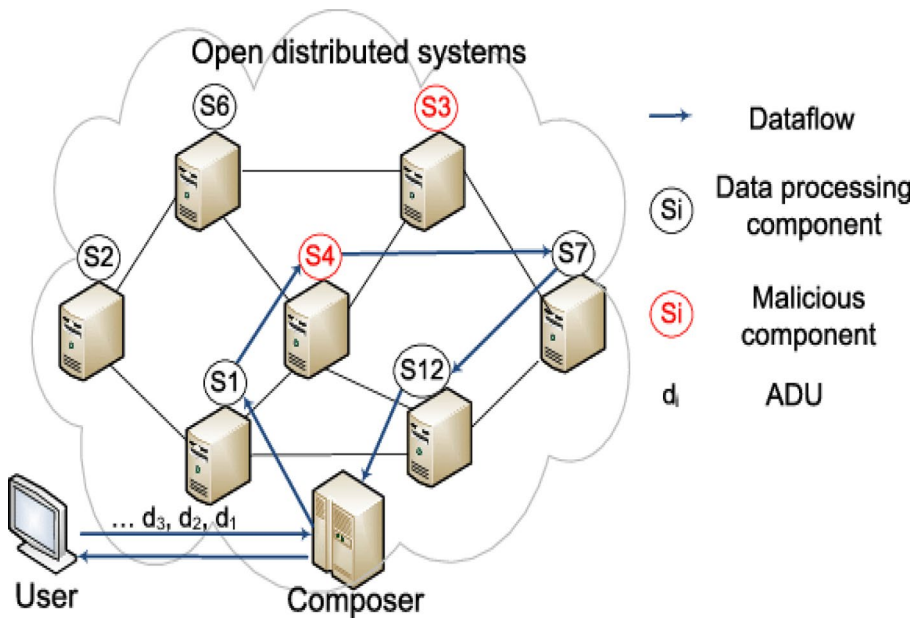 Open distributed systems
S6
S3
Dataflow
Si
Data processing
component
S2
S4
S7
Si
Malicious
component
S1
S12
di
ADU
... d3, d2, d1
User
Composer